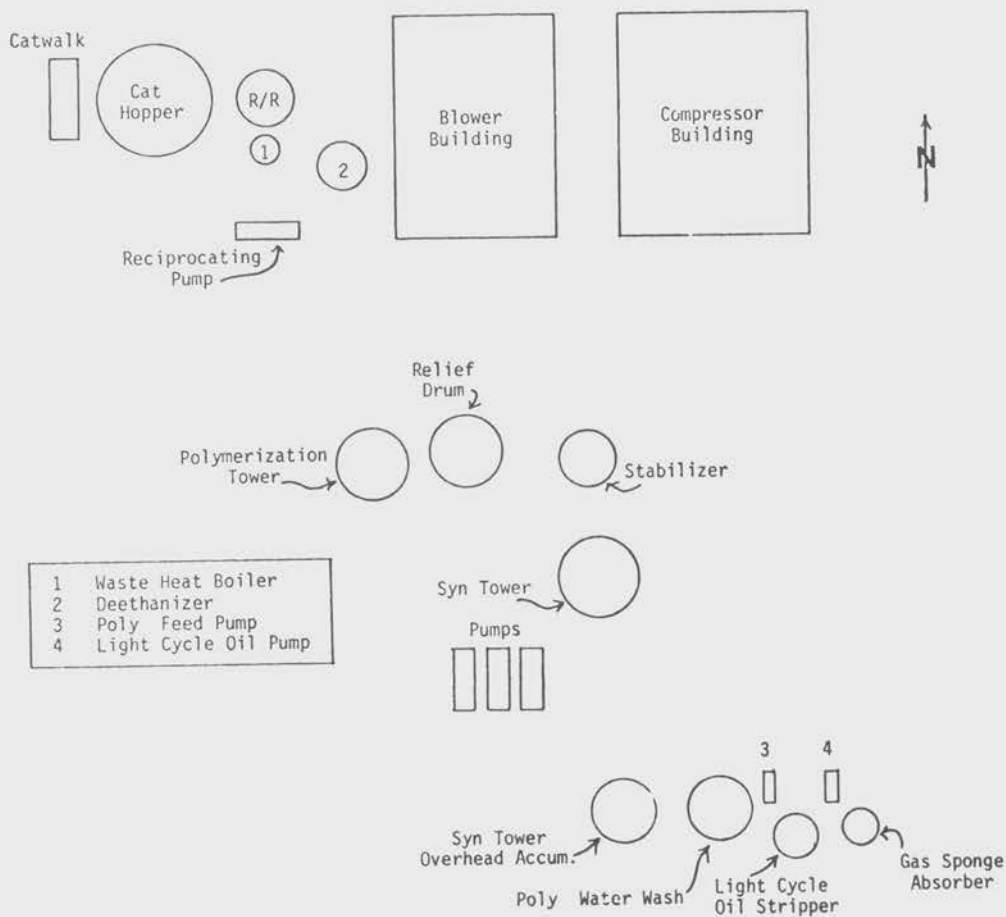 Catwalk
Cat
Hopper
R/R
1
2
Blower
Building
Compressor
Building
N
Reciprocating
Pump
Relief
Drum
Polymerization
Tower
Stabilizer
1 Waste Heat Boiler
2 Deethanizer
3 Poly Feed Pump
4 Light Cycle Oil Pump
Syn Tower
Pumps
3
4
Syn Tower
Overhead Accum.
Poly Water Wash
Light Cycle
Oil Stripper
Gas Sponge
Absorber